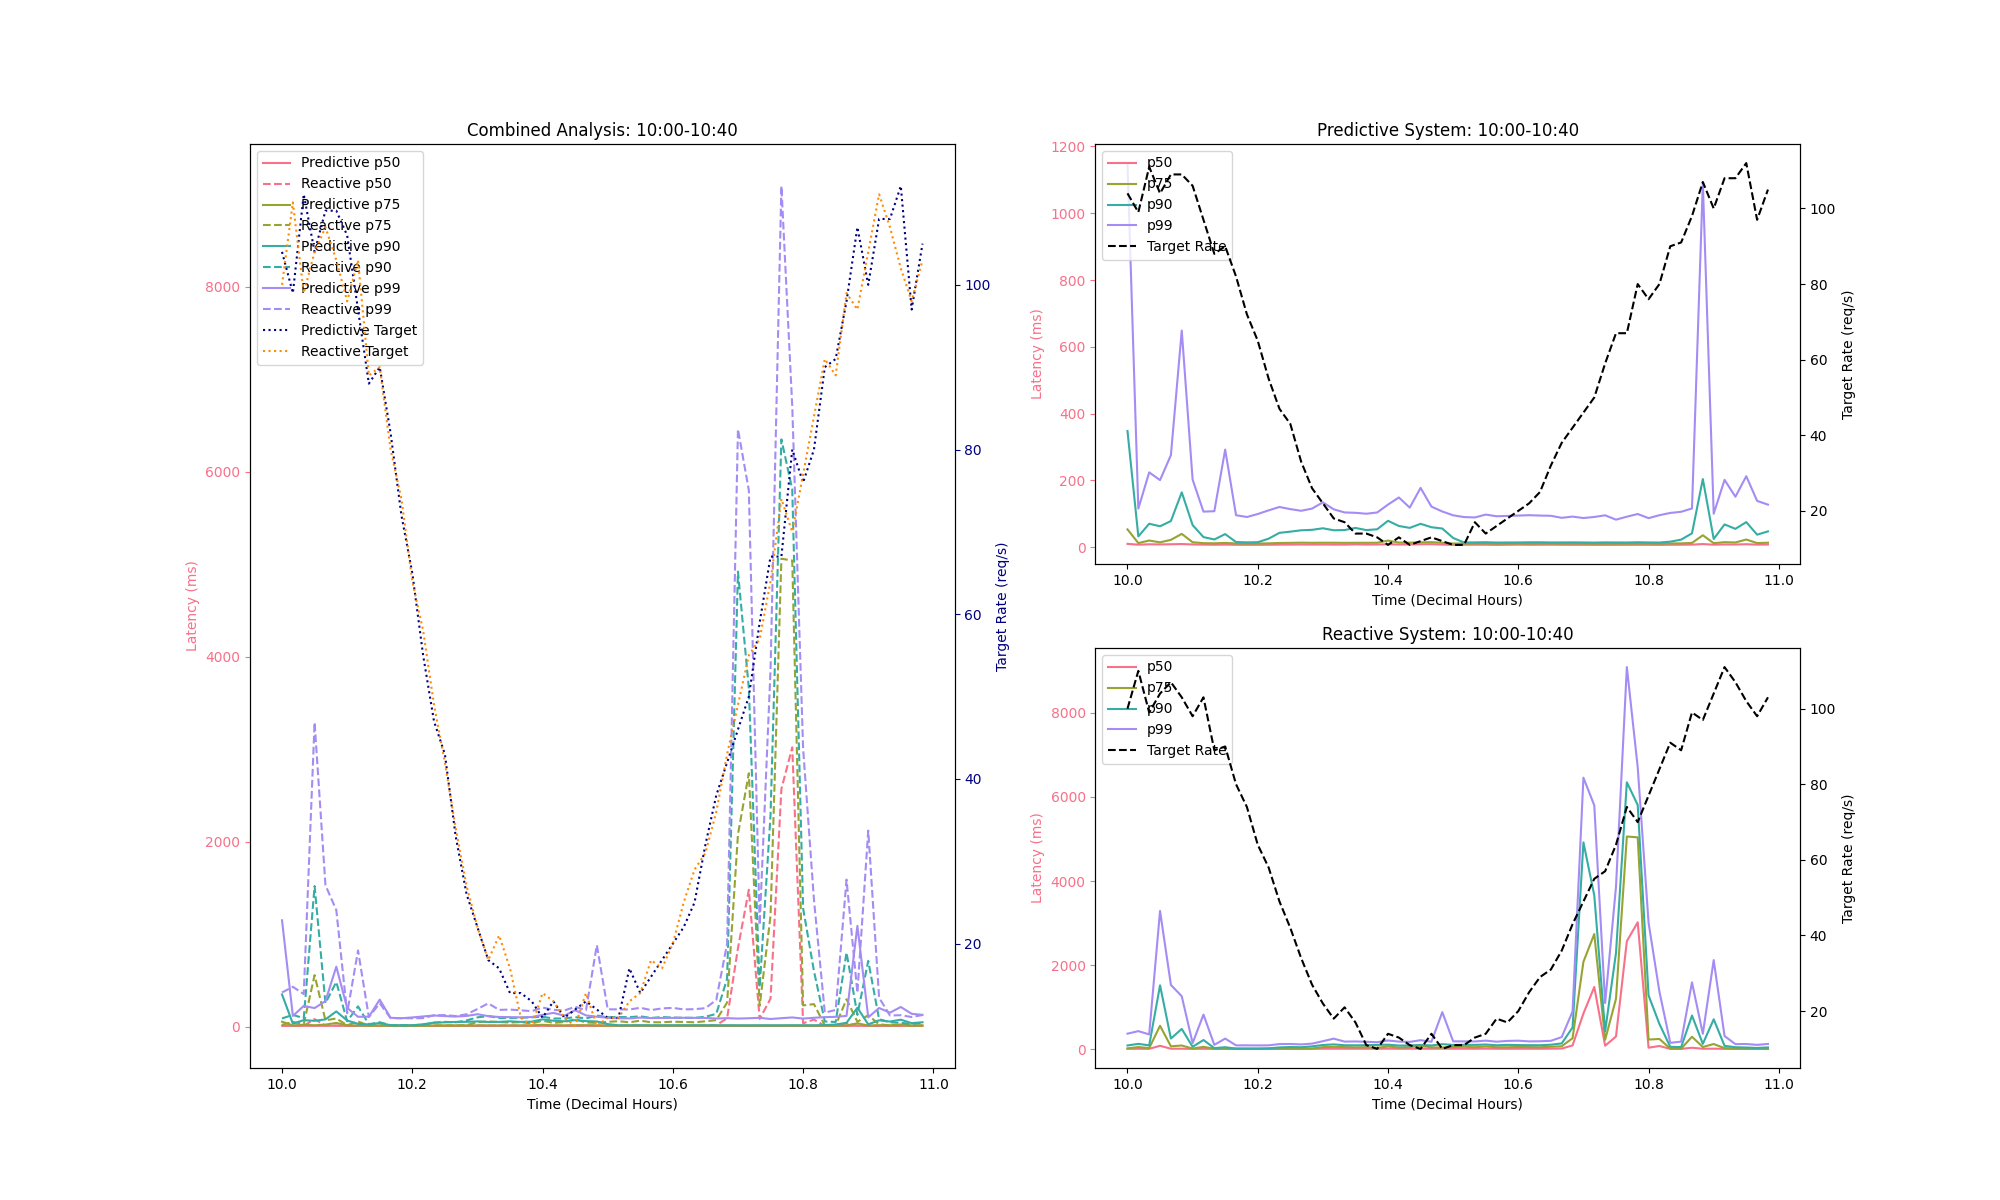 Combined Analysis: 10:00-10:40
Predictive p50
Reactive p50
Predictive p75
Reactive p75
Predictive p90
Reactive p90
Predictive p99
Reactive p99
Predictive Target
Reactive Target
8000
6000
4000
2000
0
Latency (ms)
100
80
60
40
20
Target Rate (req/s)
10.0
10.2
10.4
10.6
10.8
11.0
Time (Decimal Hours)
Predictive System: 10:00-10:40
p50
p75
p90
p99
Target Rate
1200
1000
800
600
400
200
0
Latency (ms)
100
80
60
40
20
Target Rate (req/s)
10.0
10.2
10.4
10.6
10.8
11.0
Time (Decimal Hours)
Reactive System: 10:00-10:40
p50
p75
p90
p99
Target Rate
8000
6000
4000
2000
0
Latency (ms)
100
80
60
40
20
Target Rate (req/s)
10.0
10.2
10.4
10.6
10.8
11.0
Time (Decimal Hours)